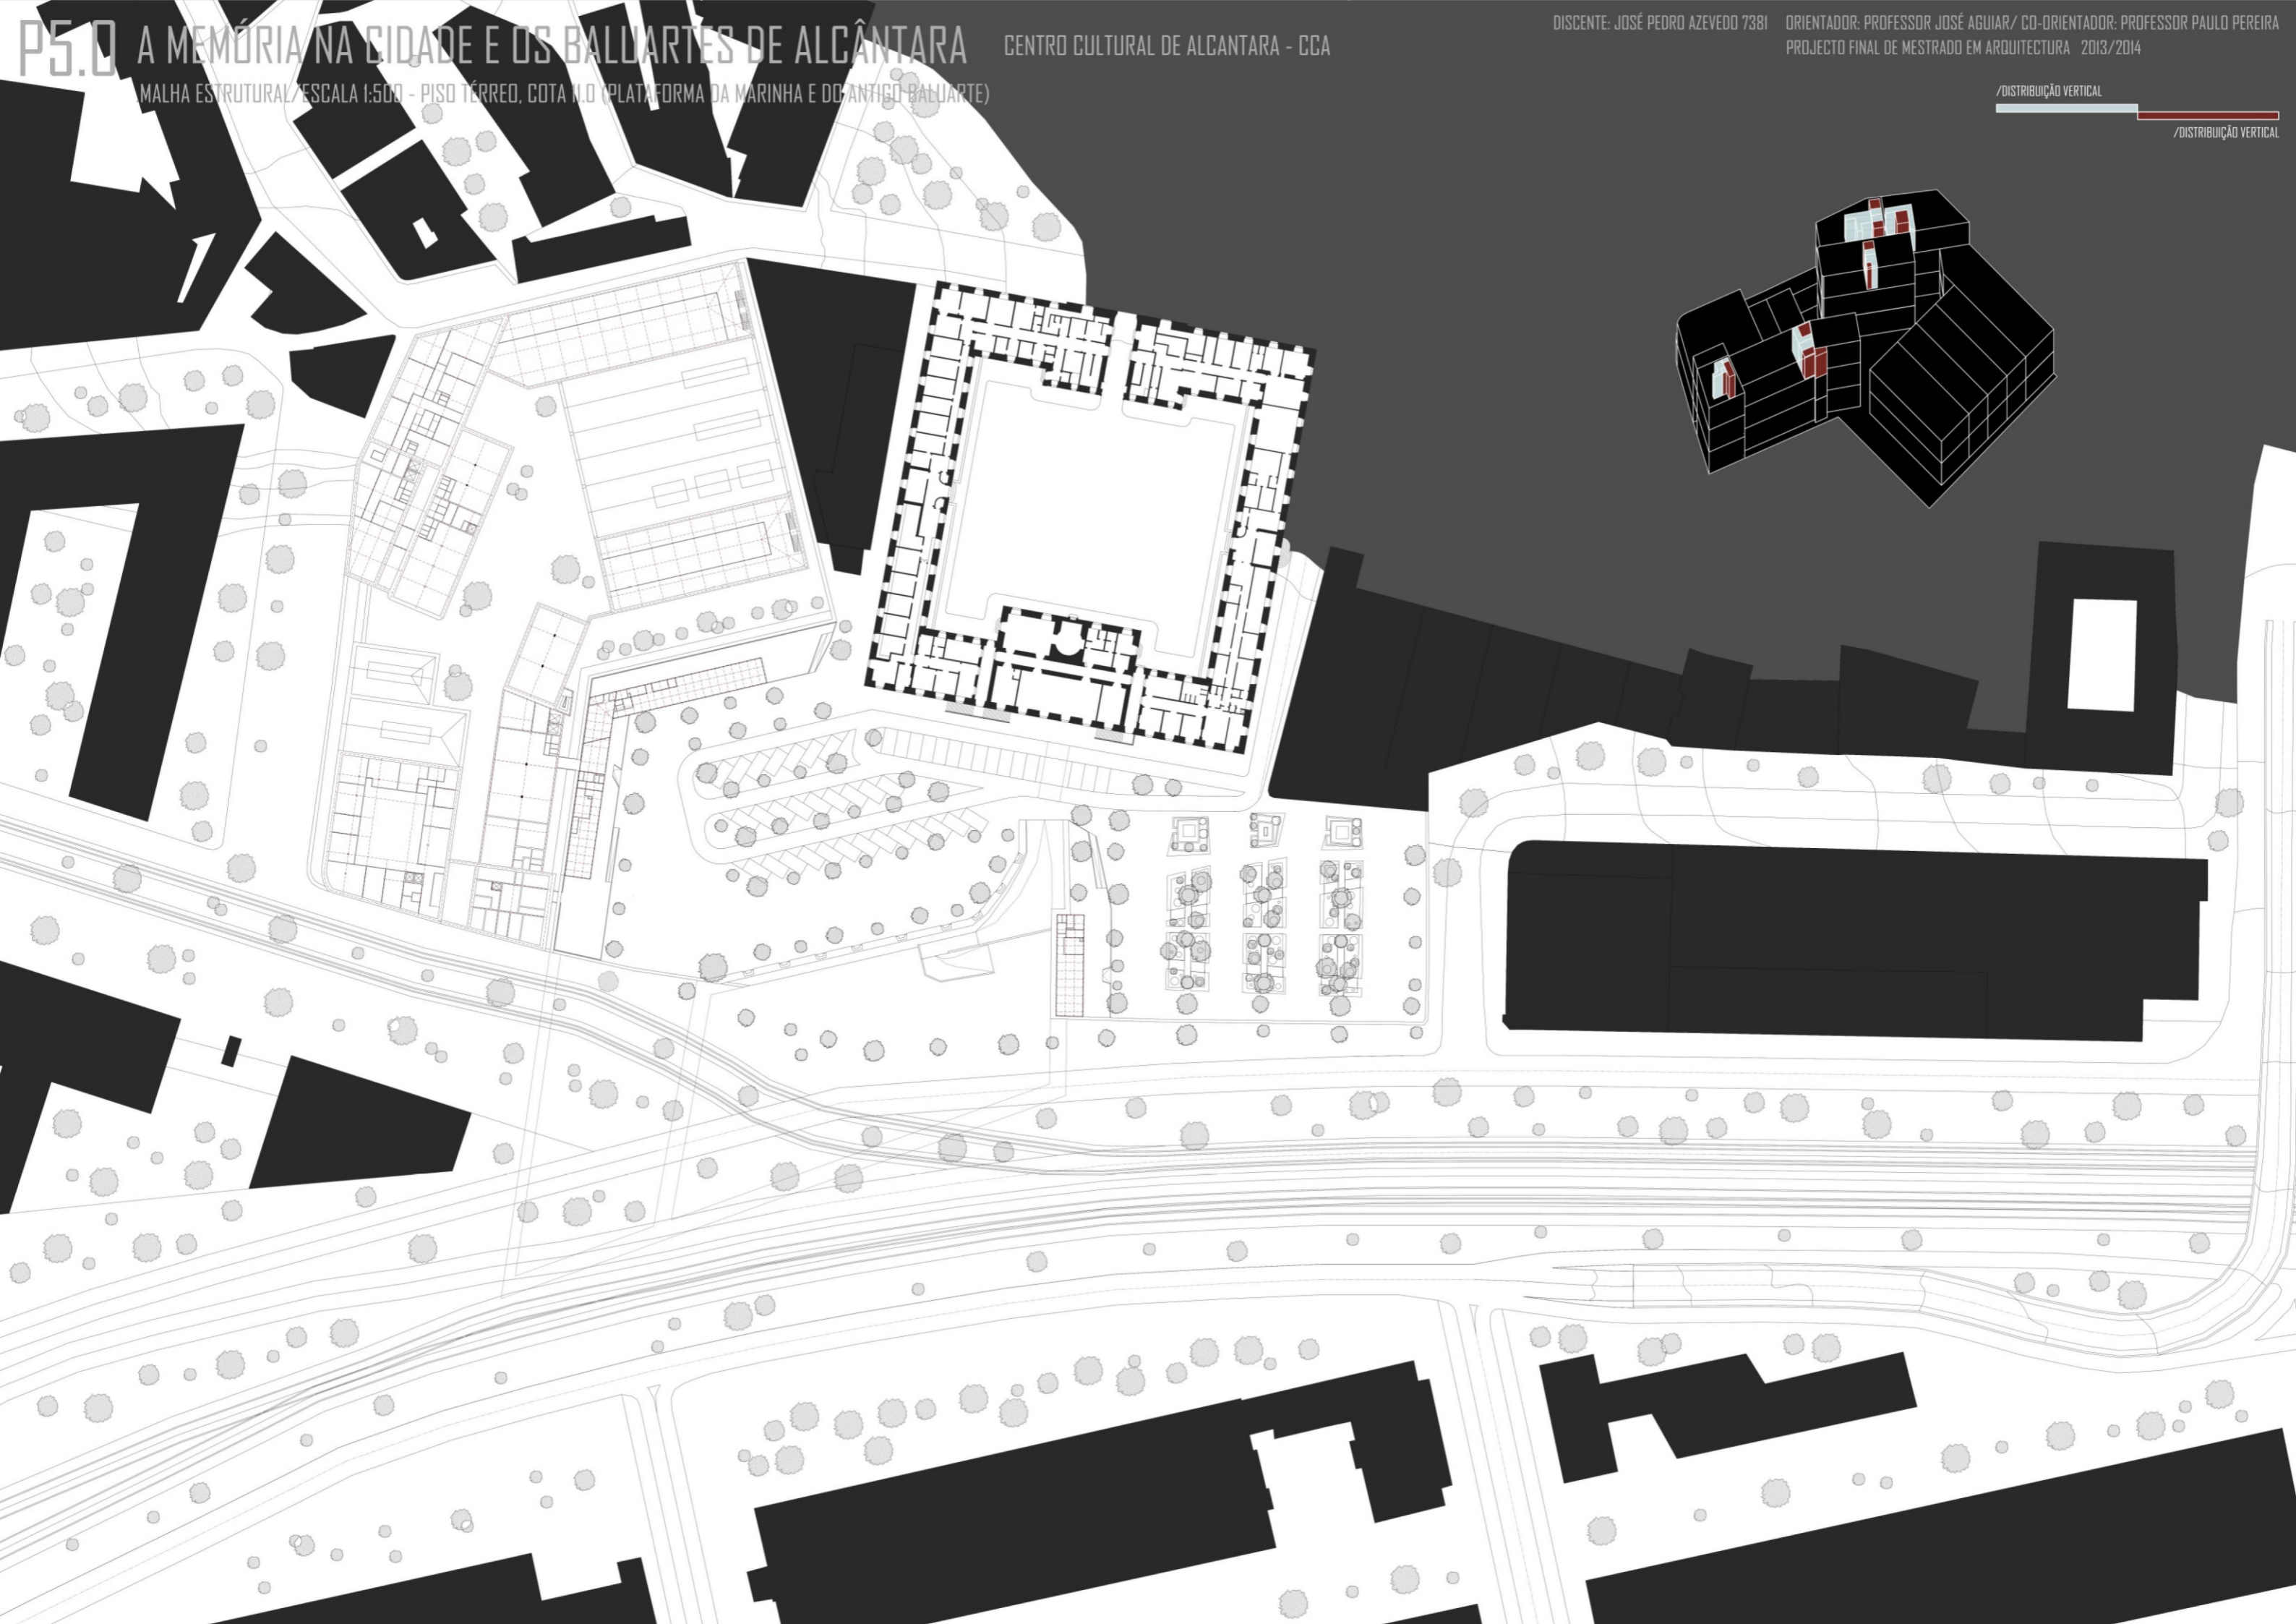 P5.0 A MEMÓRIA NA CIDADE E OS BALUARTES DE ALCÂNTARA
CENTRO CULTURAL DE ALCANTARA - CCA
DISCENTE: JOSÉ PEDRO AZEVEDO 7381 ORIENTADOR: PROFESSOR JOSÉ AGUIAR/ CO-ORIENTADOR: PROFESSOR PAULO PEREIRA
PROJECTO FINAL DE MESTRADO EM ARQUITECTURA 2013/2014
MALHA ESTRUTURAL/ESCALA 1:500 - PISO TÉRREO, COTA 11.0 (PLATAFORMA DA MARINHA E DO ANTIGO BALUARTE)
/DISTRIBUIÇÃO VERTICAL
/DISTRIBUIÇÃO VERTICAL